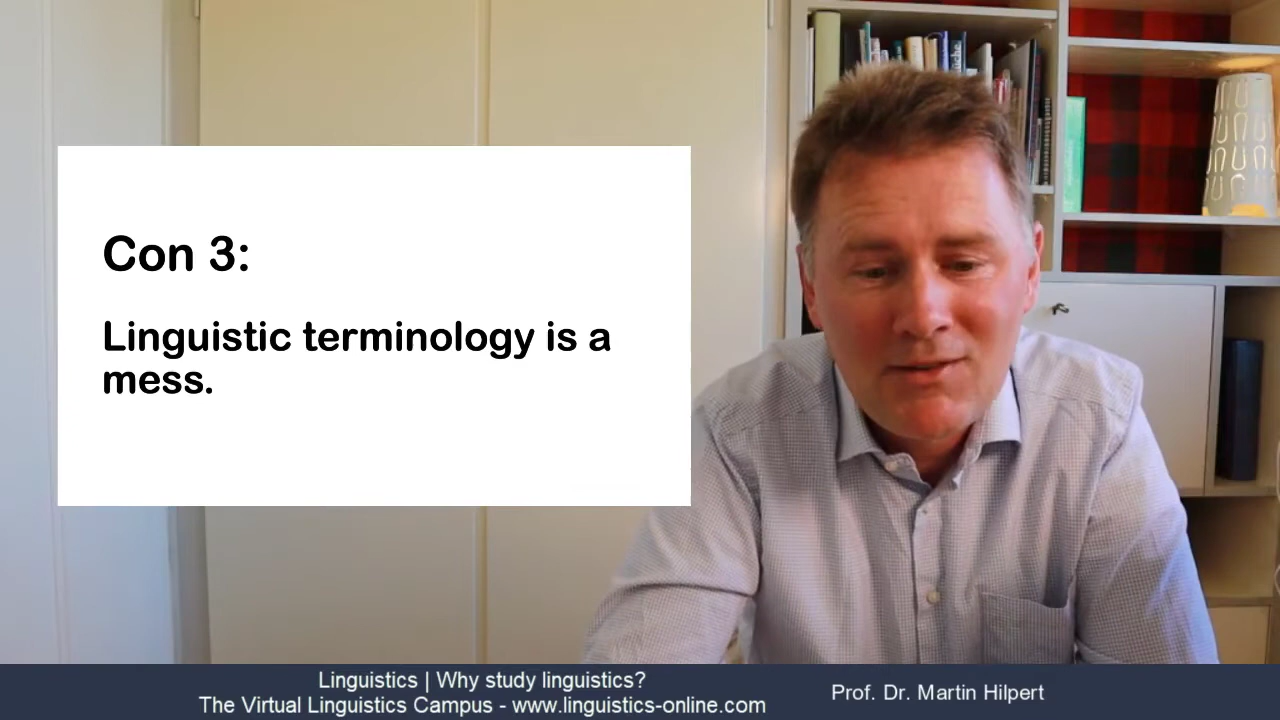 Con 3:
Linguistic terminology is a
mess.
Linguistics | Why study linguistics?
The Virtual Linguistics Campus - www.linguistics-online.com
Prof. Dr. Martin Hilpert